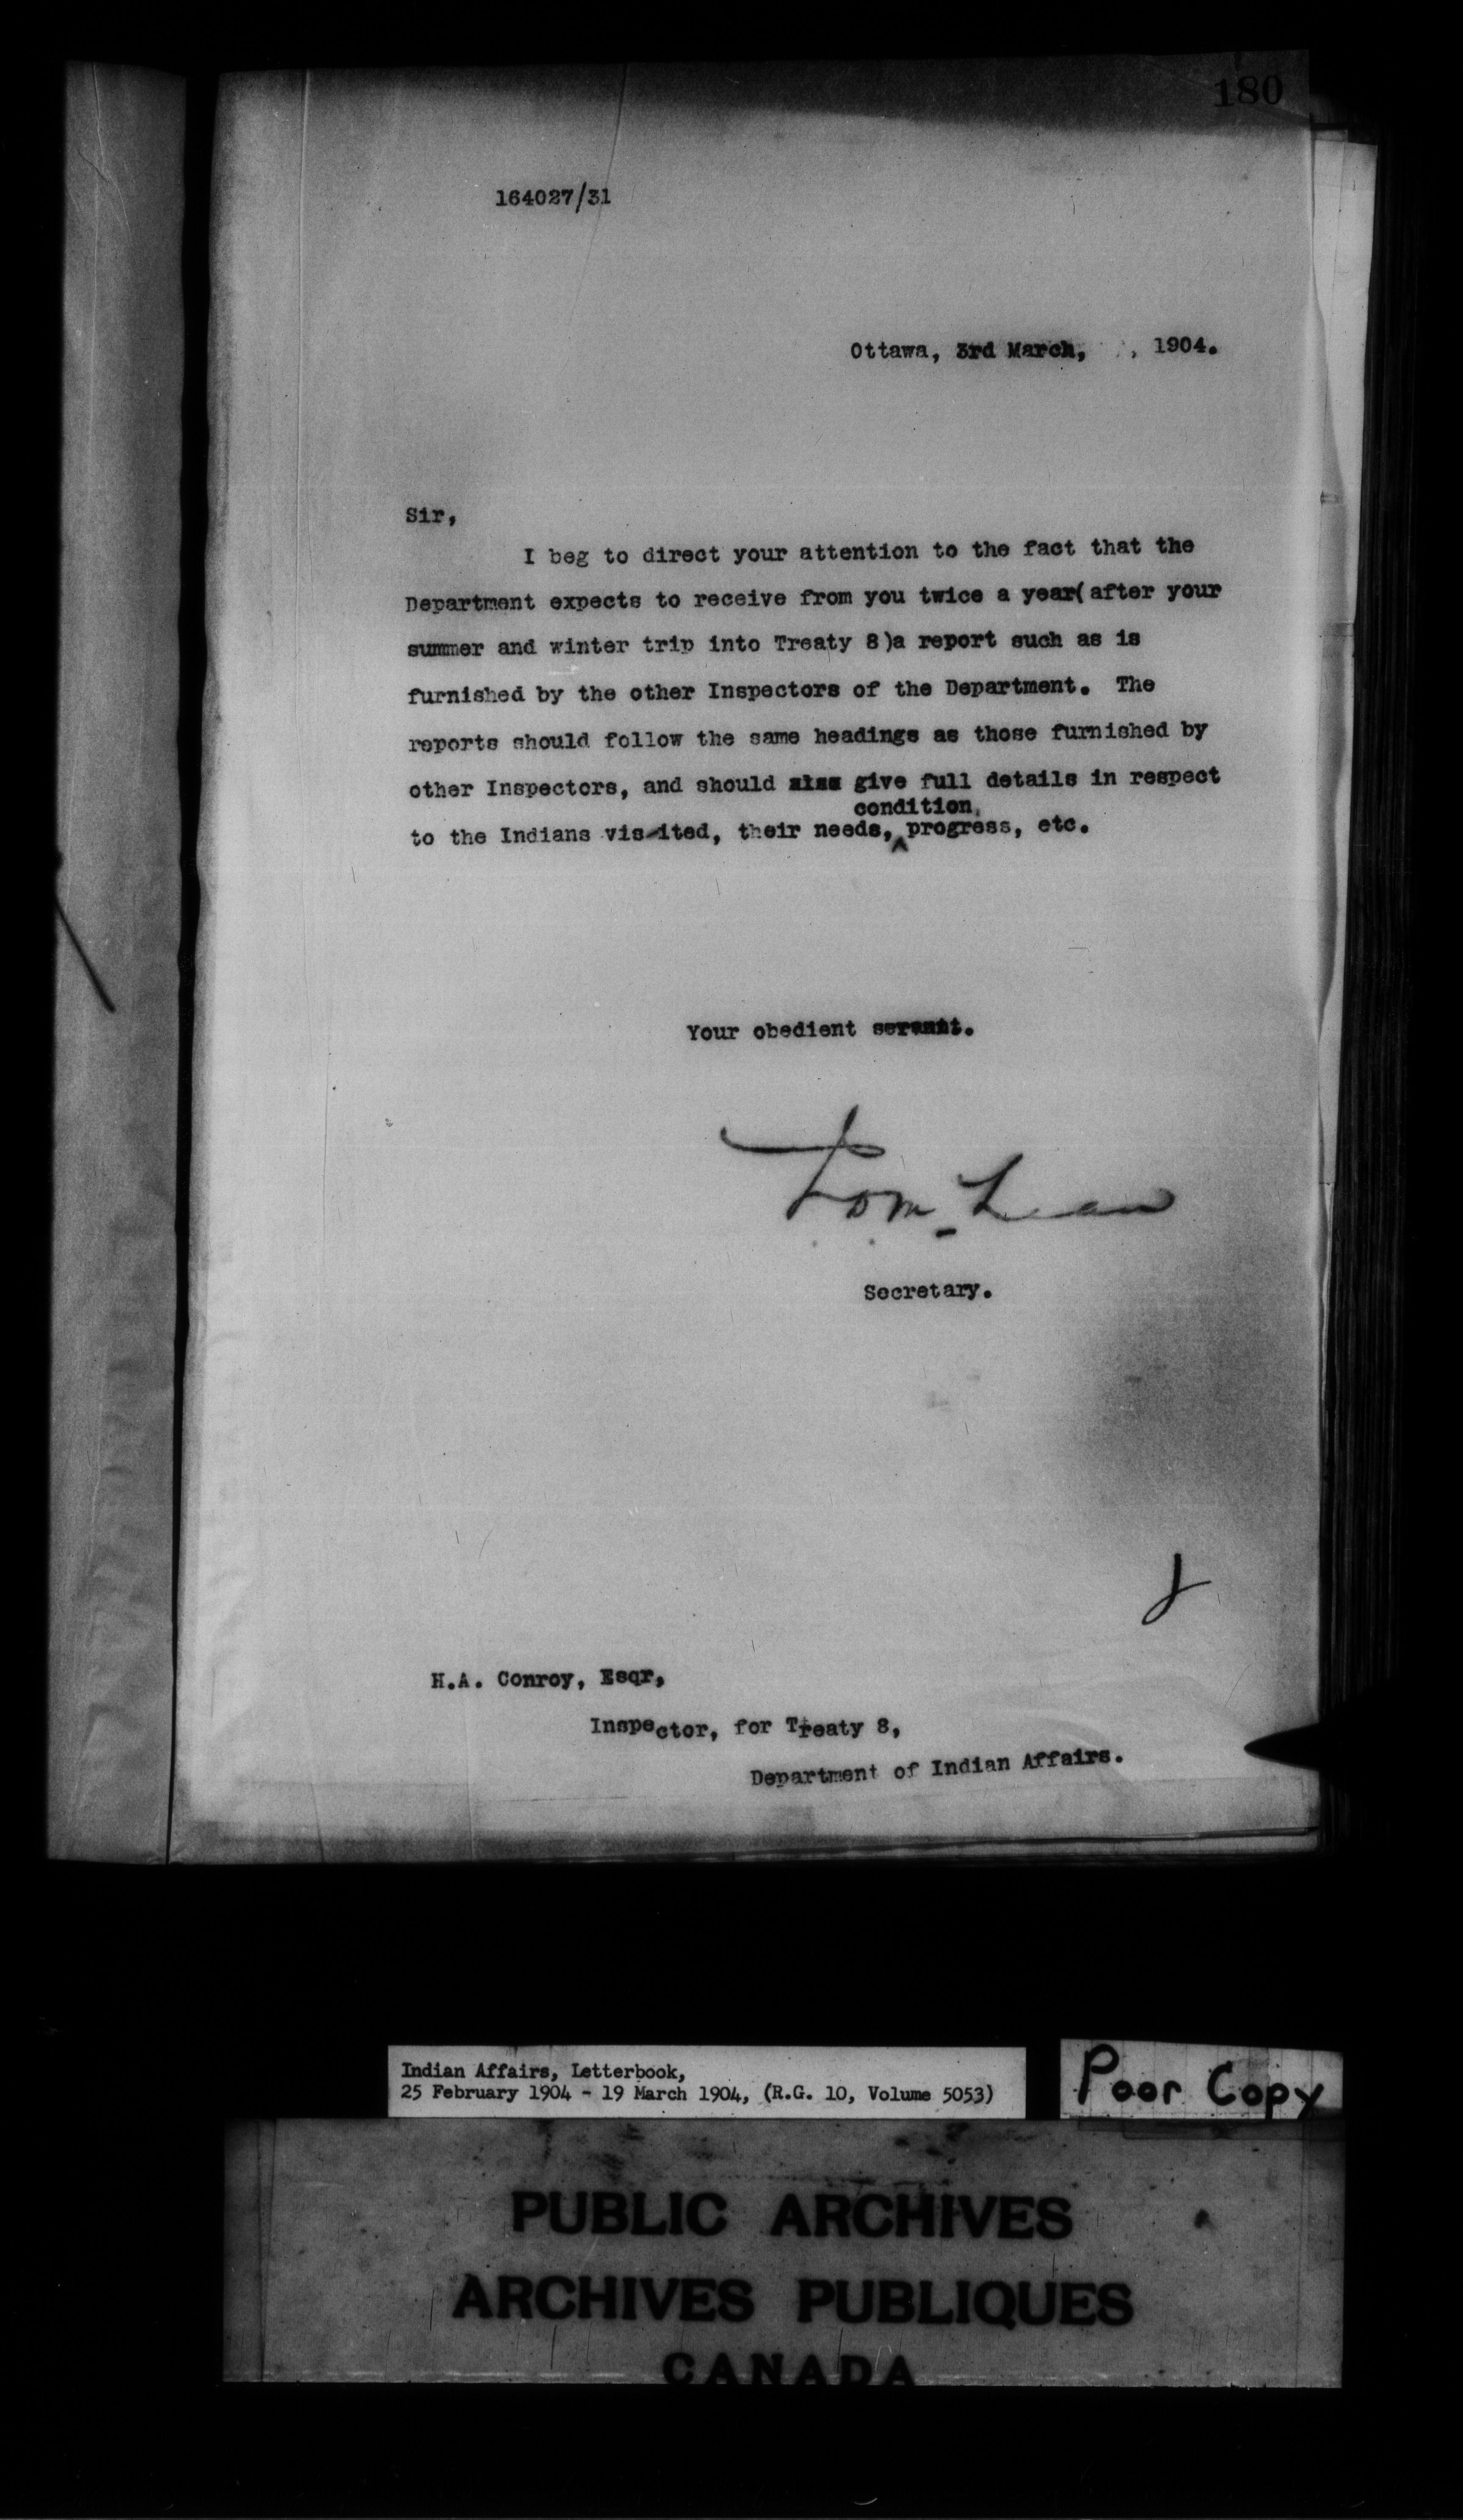 180
164027/31
Ottawa, 3rd March, , 1904.
Sir,
I beg to direct your attention to the fact that the
Department expects to receive from you twice a year(after your
summer and winter trip into Treaty 8)a report such as is
furnished by the other Inspectors of the Department. The
reports should follow the same headings as those furnished by
other Inspectors, and should also give full details in respect
condition,
to the Indians visited, their needs, ^ progress, etc.
Your obedient servant.
Secretary.
H.A. Conroy, Esqr,
Inspector, for Treaty 8,
Department of Indian Affairs.
Indian Affairs, Letterbook,
25 February 1904 - 19 March 1904, (R.G. 10, Volume 5053)
Poor Copy
PUBLIC ARCHIVES
ARCHIVES PUBLIQUES
CANADA